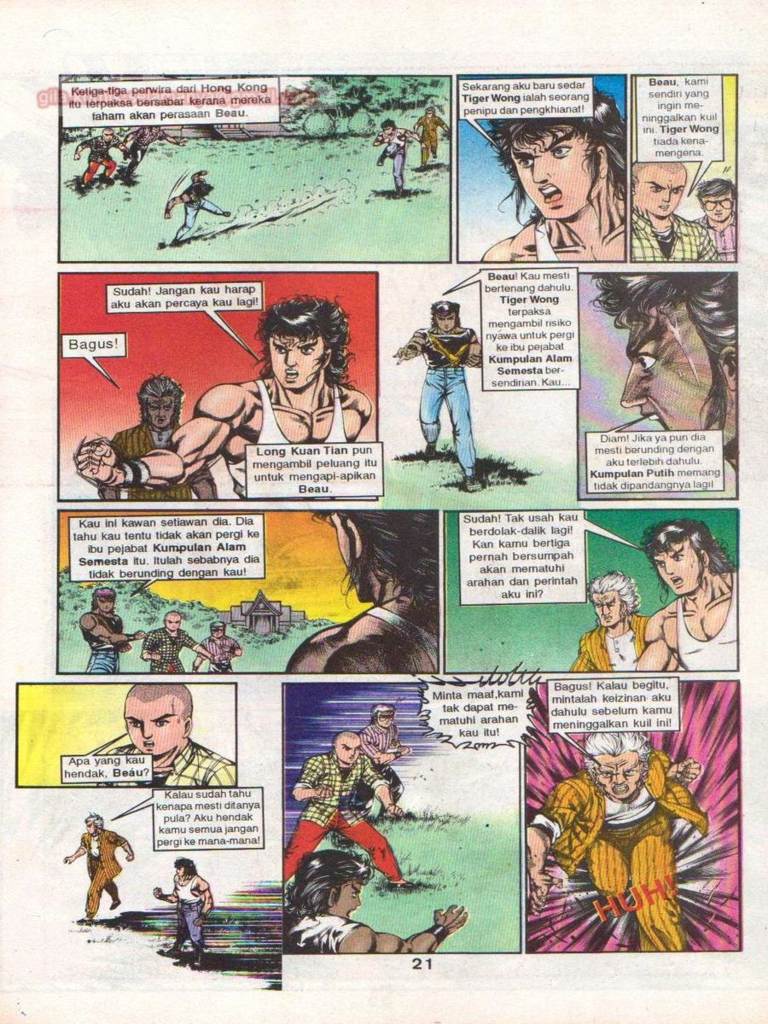 Ketiga-tiga perwira dari Hong Kong
itu terpaksa bersabar kerana mereka
faham akan perasaan Beau.
Sekarang aku baru sedar
Tiger Wong ialah seorang
penipu dan pengkhianat!
Beau, kami
sendiri yang
ingin me-
ninggalkan kuil
ini. Tiger Wong
tiada kena-
mengena.
Sudah! Jangan kau harap
aku akan percaya kau lagi!
Bagus!
Long Kuan Tian pun
mengambil peluang itu
untuk mengapi-apikan
Beau.
Beau! Kau mesti
bertenang dahulu.
Tiger Wong
terpaksa
mengambil risiko
nyawa untuk pergi
ke ibu pejabat
Kumpulan Alam
Semesta ber-
sendirian. Kau...
Diam! Jika ya pun dia
mesti berunding dengan
aku terlebih dahulu.
Kumpulan Putih memang
tidak dipandangnya lagi!
Kau ini kawan setiawan dia. Dia
tahu kau tentu tidak akan pergi ke
ibu pejabat Kumpulan Alam
Semesta itu. Itulah sebabnya dia
tidak berunding dengan kau!
Sudah! Tak usah kau
berdolak-dalik lagi!
Kan kamu bertiga
pernah bersumpah
akan mematuhi
arahan dan perintah
aku ini?
Apa yang kau
hendak, Beau?
Kalau sudah tahu
kenapa mesti ditanya
pula? Aku hendak
kamu semua jangan
pergi ke mana-mana!
Minta maaf,kami
tak dapat me-
matuhi arahan
kau itu!
Bagus! Kalau begitu,
mintalah keizinan aku
dahulu sebelum kamu
meninggalkan kuil ini!
HUH!
21